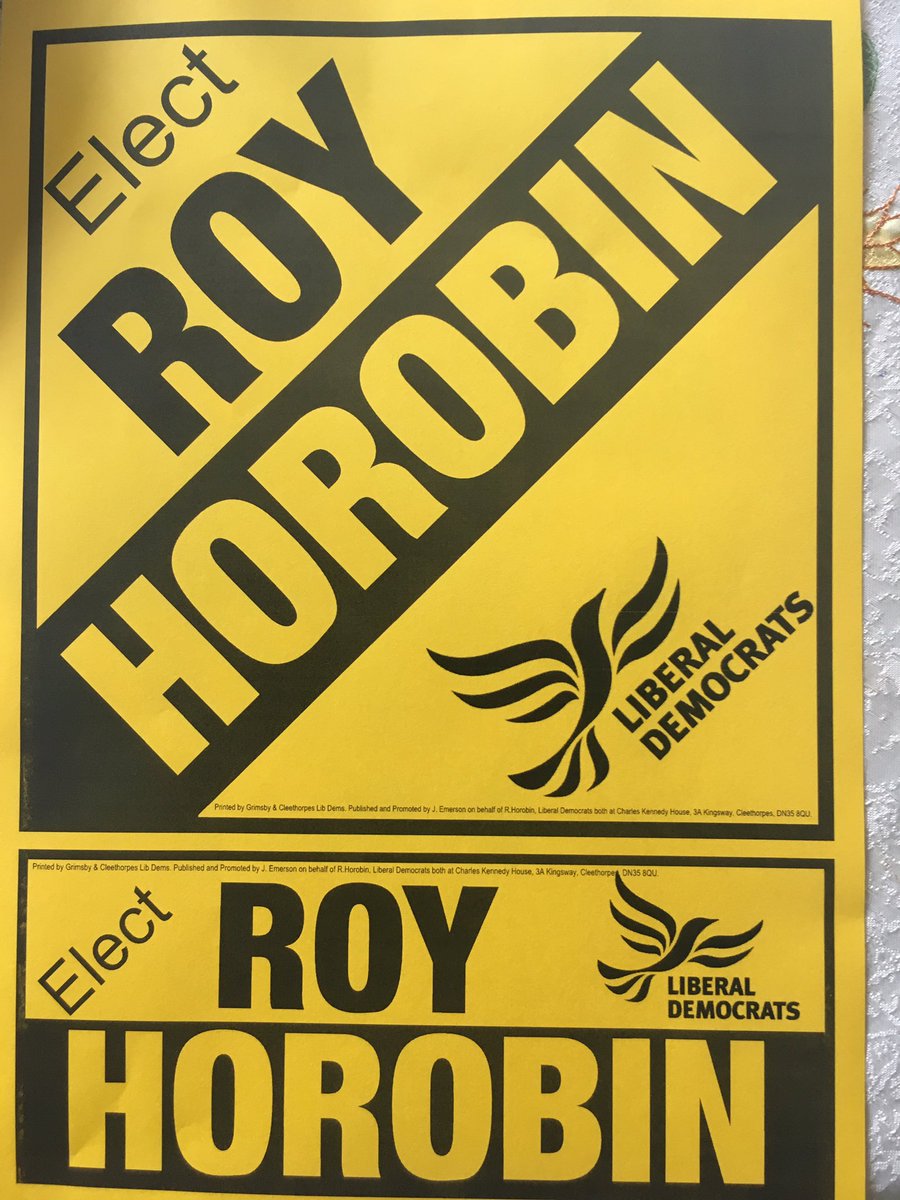 Elect
ROY
HOROBIN
LIBERAL
DEMOCRATS
Printed by Grimsby & Cleethorpes Lib Dems. Published and Promoted by J. Emerson on behalf of R.Horobin, Liberal Democrats both at Charles Kennedy House, 3A Kingsway, Cleethorpes, DN35 8QU.
Printed by Grimsby & Cleethorpes Lib Dems. Published and Promoted by J. Emerson on behalf of R.Horobin, Liberal Democrats both at Charles Kennedy House, 3A Kingsway, Cleethorpes, DN35 8QU.
Elect
ROY
LIBERAL
DEMOCRATS
HOROBIN